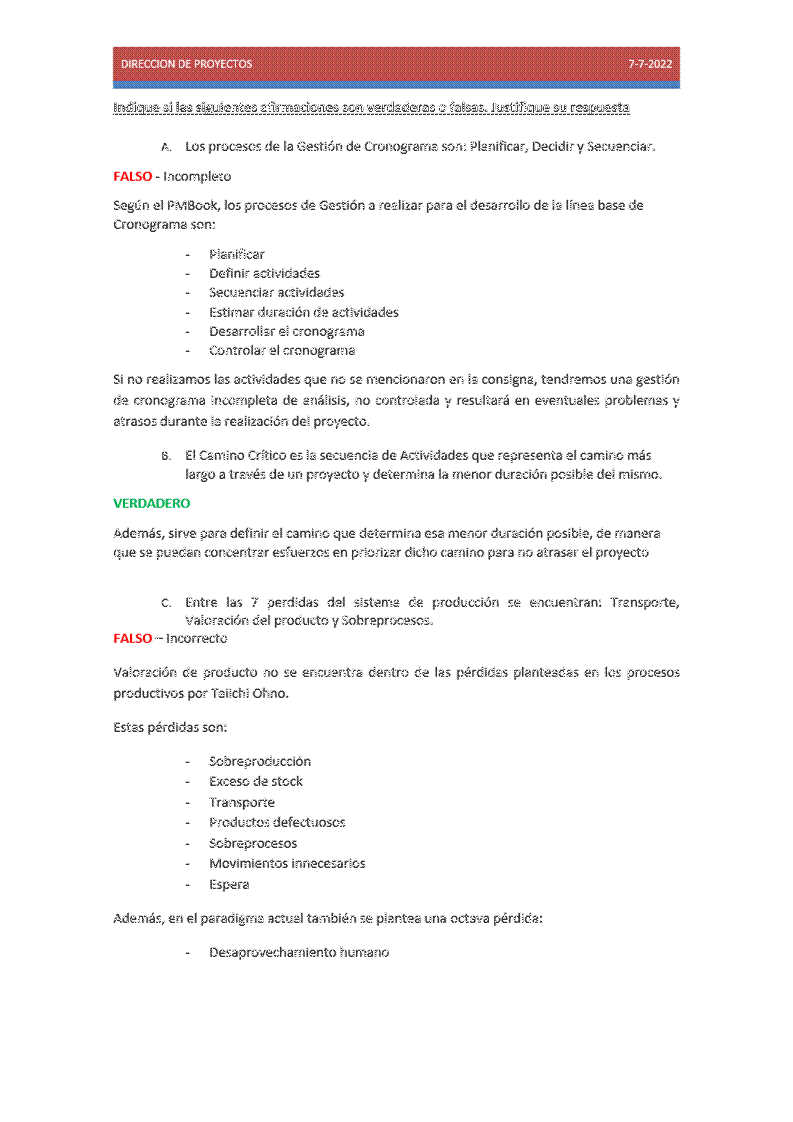 DIRECCION DE PROYECTOS 7-7-2022
Indique si las siguientes afirmaciones son verdaderas o falsas. Justifique su respuesta
A. Los procesos de la Gestión de Cronograma son: Planificar, Decidir y Secuenciar.
FALSO - Incompleto
Según el PMBook, los procesos de Gestión a realizar para el desarrollo de la línea base de
Cronograma son:
- Planificar
- Definir actividades
- Secuenciar actividades
- Estimar duración de actividades
- Desarrollar el cronograma
- Controlar el cronograma
Si no realizamos las actividades que no se mencionaron en la consigna, tendremos una gestión
de cronograma incompleta de análisis, no controlada y resultará en eventuales problemas y
atrasos durante la realización del proyecto.
B. El Camino Crítico es la secuencia de Actividades que representa el camino más
largo a través de un proyecto y determina la menor duración posible del mismo.
VERDADERO
Además, sirve para definir el camino que determina esa menor duración posible, de manera
que se puedan concentrar esfuerzos en priorizar dicho camino para no atrasar el proyecto
C. Entre las 7 perdidas del sistema de producción se encuentran: Transporte,
Valoración del producto y Sobreprocesos.
FALSO – Incorrecto
Valoración de producto no se encuentra dentro de las pérdidas planteadas en los procesos
productivos por Taiichi Ohno.
Estas pérdidas son:
- Sobreproducción
- Exceso de stock
- Transporte
- Productos defectuosos
- Sobreprocesos
- Movimientos innecesarios
- Espera
Además, en el paradigma actual también se plantea una octava pérdida:
- Desaprovechamiento humano